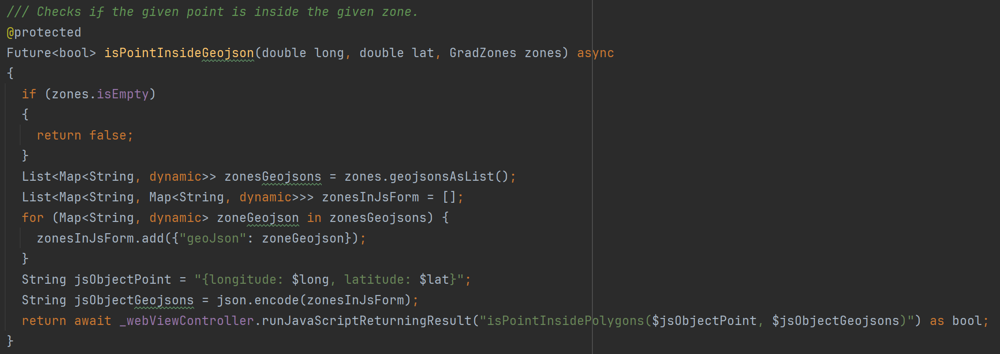 /// Checks if the given point is inside the given zone.
@protected
Future<bool> isPointInsideGeojson(double long, double lat, GradZones zones) async
{
  if (zones.isEmpty)
  {
    return false;
  }
  List<Map<String, dynamic>> zonesGeojsons = zones.geojsonsAsList();
  List<Map<String, Map<String, dynamic>>> zonesInJsForm = [];
  for (Map<String, dynamic> zoneGeojson in zonesGeojsons) {
    zonesInJsForm.add({"geoJson": zoneGeojson});
  }
  String jsObjectPoint = "{longitude: $long, latitude: $lat}";
  String jsObjectGeojsons = json.encode(zonesInJsForm);
  return await _webViewController.runJavaScriptReturningResult("isPointInsidePolygons($jsObjectPoint, $jsObjectGeojsons)") as bool;
}